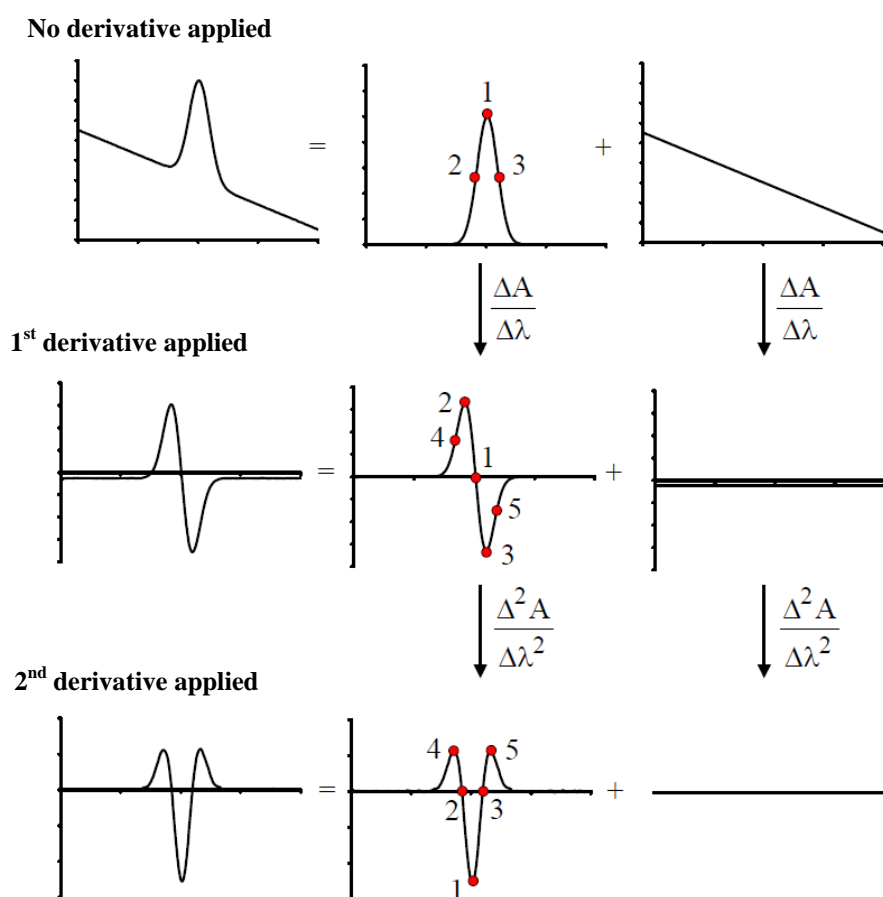 No derivative applied
1
= 2 3 +
ΔA
Δλ
ΔA
Δλ
1st derivative applied
2
4
1
= +
5
3
Δ²A
Δλ²
Δ²A
Δλ²
2nd derivative applied
4 5
= 2 3 +
1